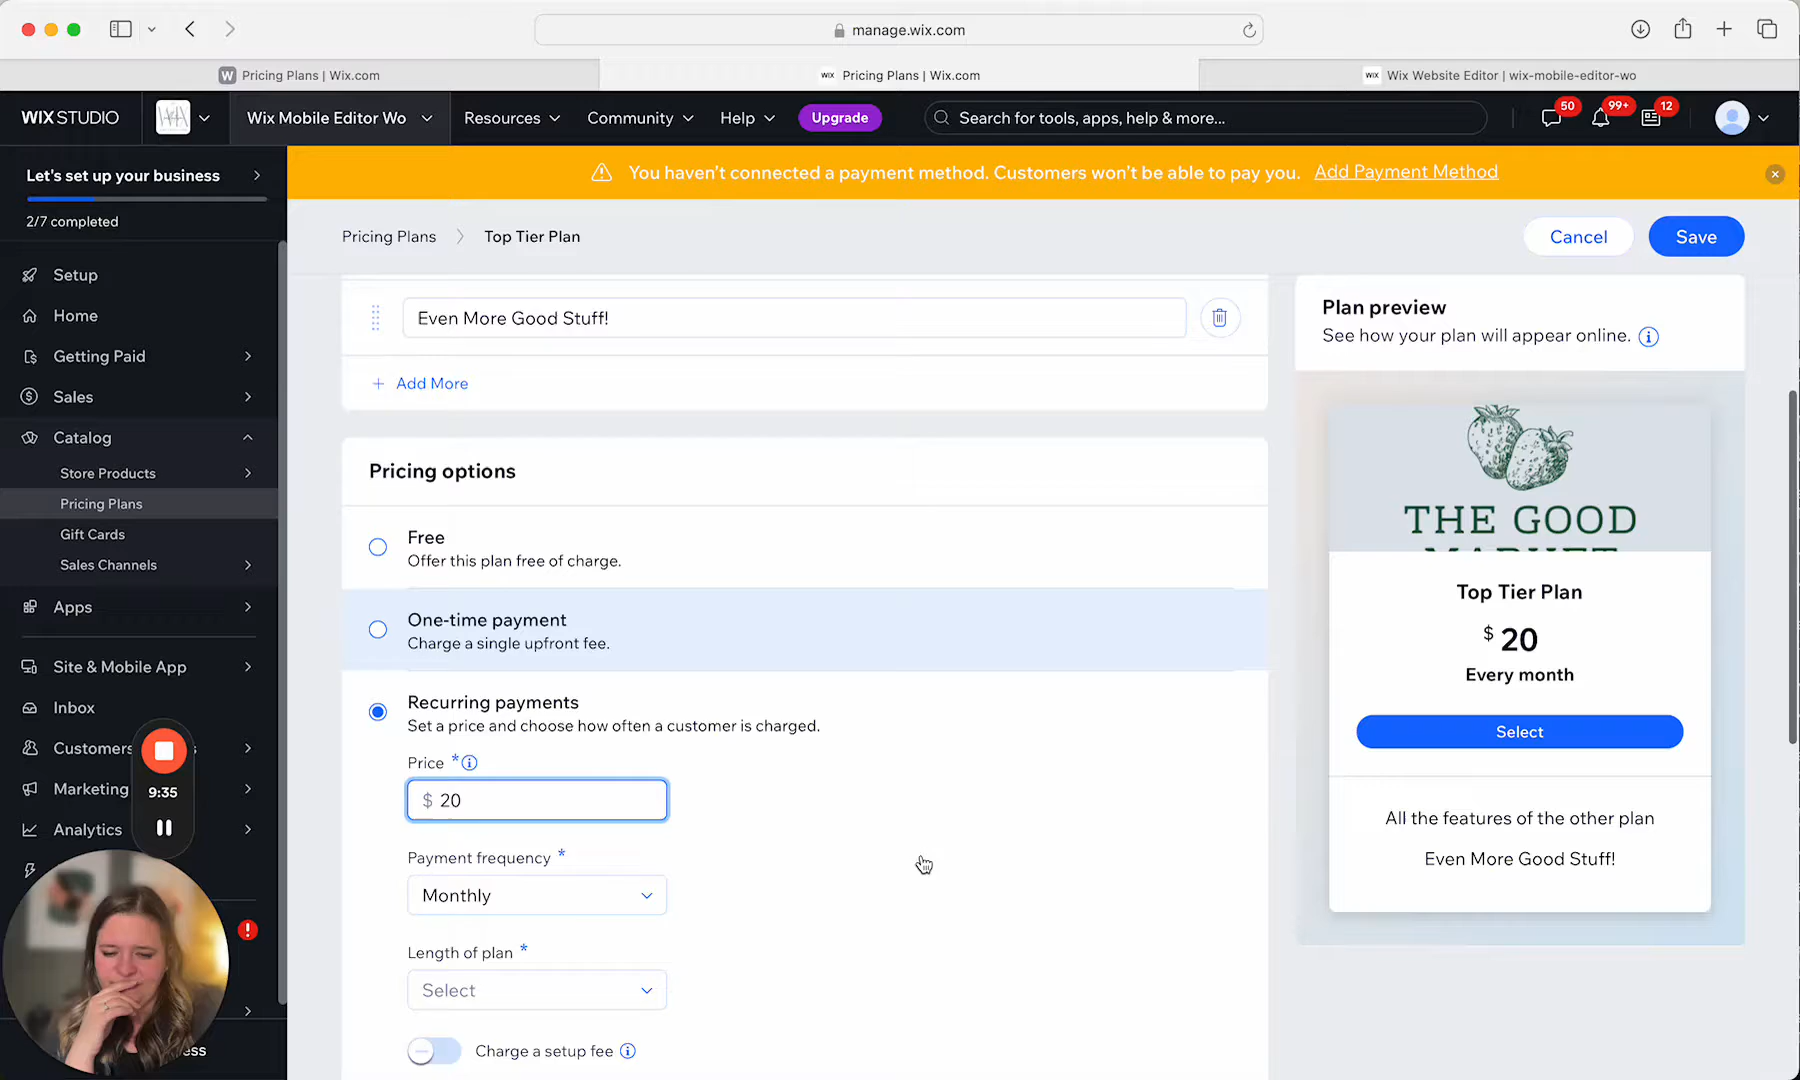 manage.wix.com
W Pricing Plans | Wix.com
WIX Pricing Plans | Wix.com
WIX Wix Website Editor | wix-mobile-editor-wo
WIX STUDIO
Wix Mobile Editor Wo
Resources
Community
Help
Upgrade
Search for tools, apps, help & more...
50
99+
12
Let's set up your business
2/7 completed
You haven't connected a payment method. Customers won't be able to pay you. Add Payment Method
Pricing Plans > Top Tier Plan
Cancel
Save
Setup
Home
Getting Paid
Sales
Catalog
Store Products
Pricing Plans
Gift Cards
Sales Channels
Apps
Site & Mobile App
Inbox
Customers
Marketing
Analytics
9:35
Even More Good Stuff!
+ Add More
Pricing options
Free
Offer this plan free of charge.
One-time payment
Charge a single upfront fee.
Recurring payments
Set a price and choose how often a customer is charged.
Price *
$ 20
Payment frequency *
Monthly
Length of plan *
Select
Charge a setup fee
Plan preview
See how your plan will appear online.
THE GOOD
MARKET
Top Tier Plan
$ 20
Every month
Select
All the features of the other plan
Even More Good Stuff!